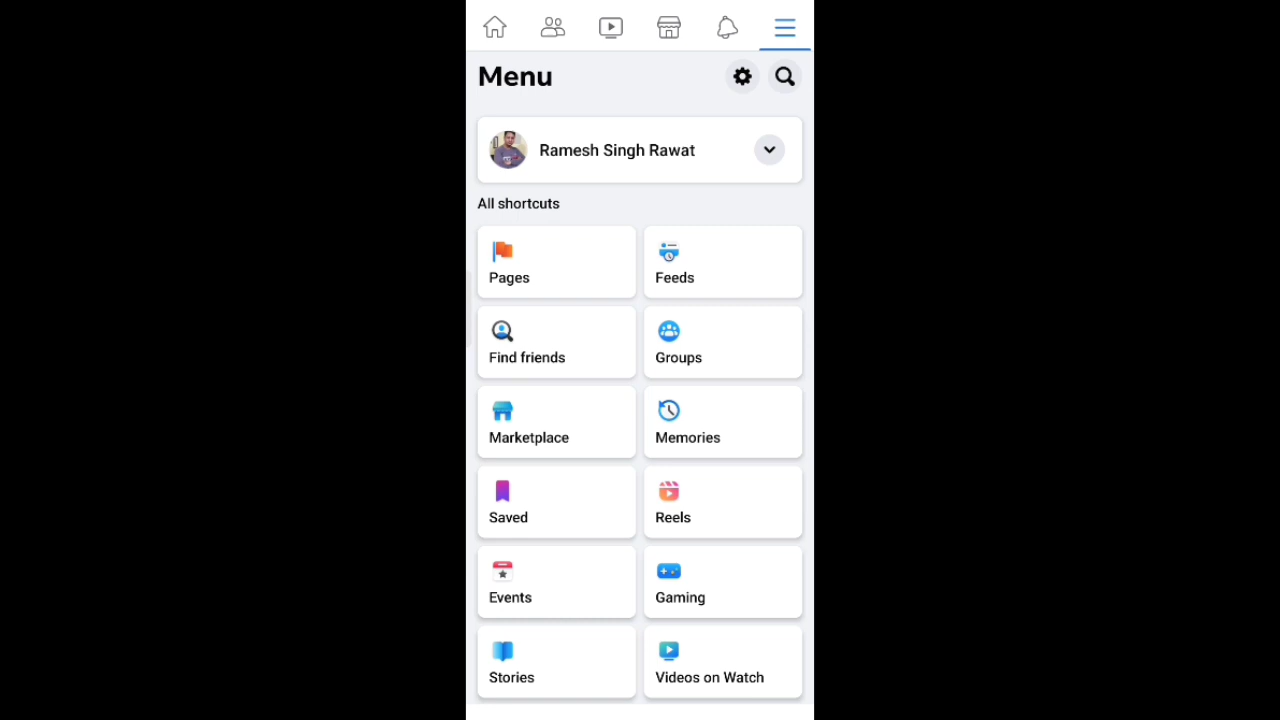 Menu
Ramesh Singh Rawat
All shortcuts
Pages
Feeds
Find friends
Groups
Marketplace
Memories
Saved
Reels
Events
Gaming
Stories
Videos on Watch